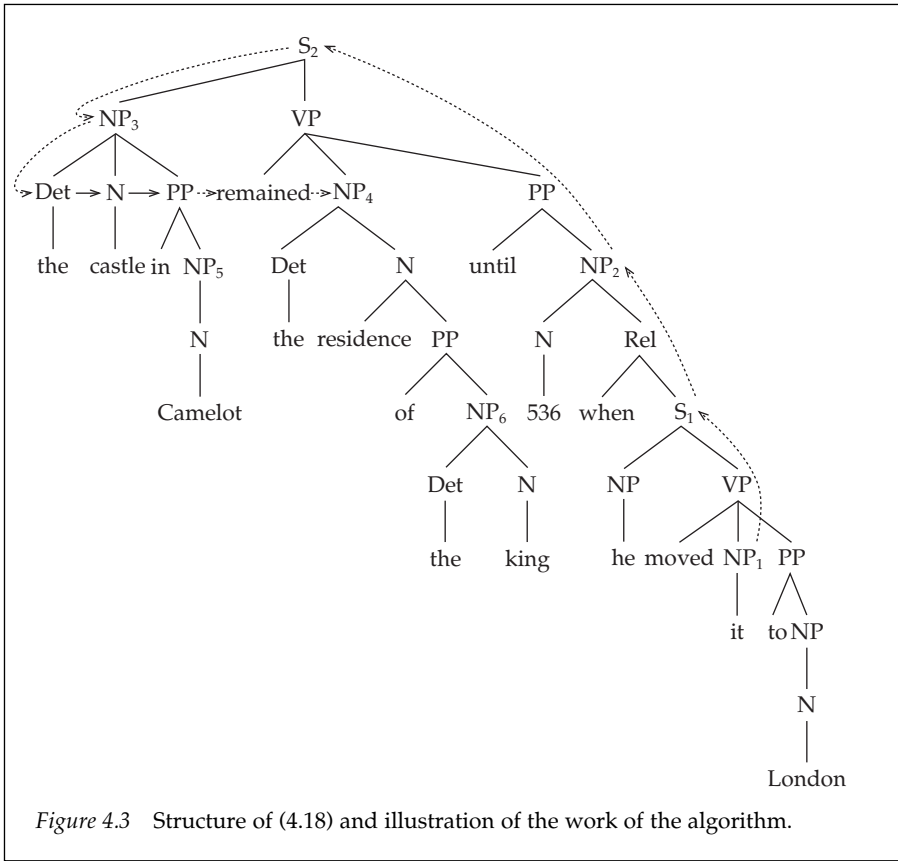 S₂
NP₃ VP
Det N PP remained NP₄ PP
the castle in NP₅ Det N until NP₂
N the residence PP N Rel
Camelot of NP₆ 536 when S₁
Det N NP VP
the king he moved NP₁ PP
it to NP
N
London
Figure 4.3 Structure of (4.18) and illustration of the work of the algorithm.